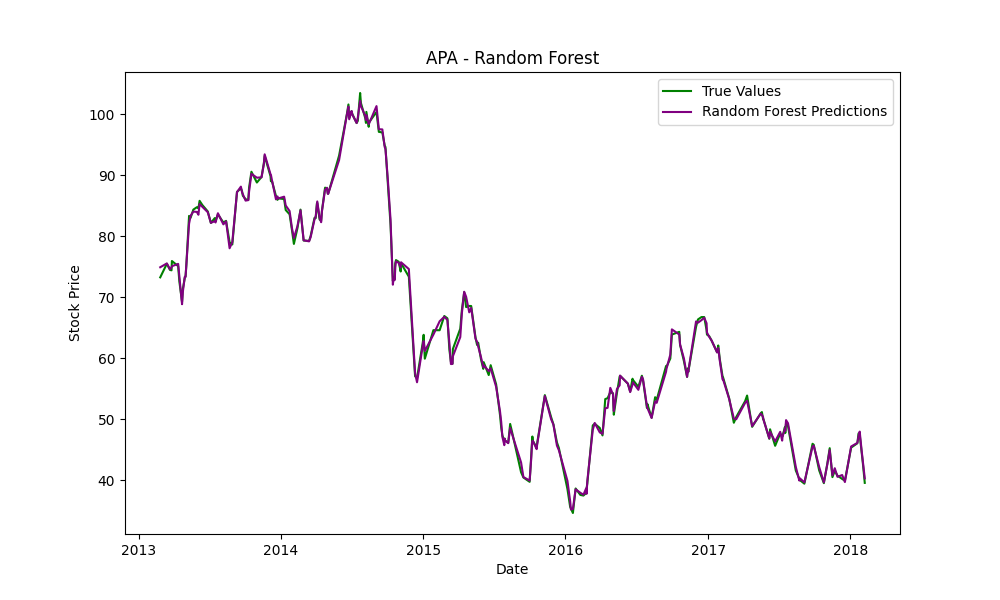 APA - Random Forest
True Values
Random Forest Predictions
100
90
80
70
60
50
40
Stock Price
2013 2014 2015 2016 2017 2018
Date